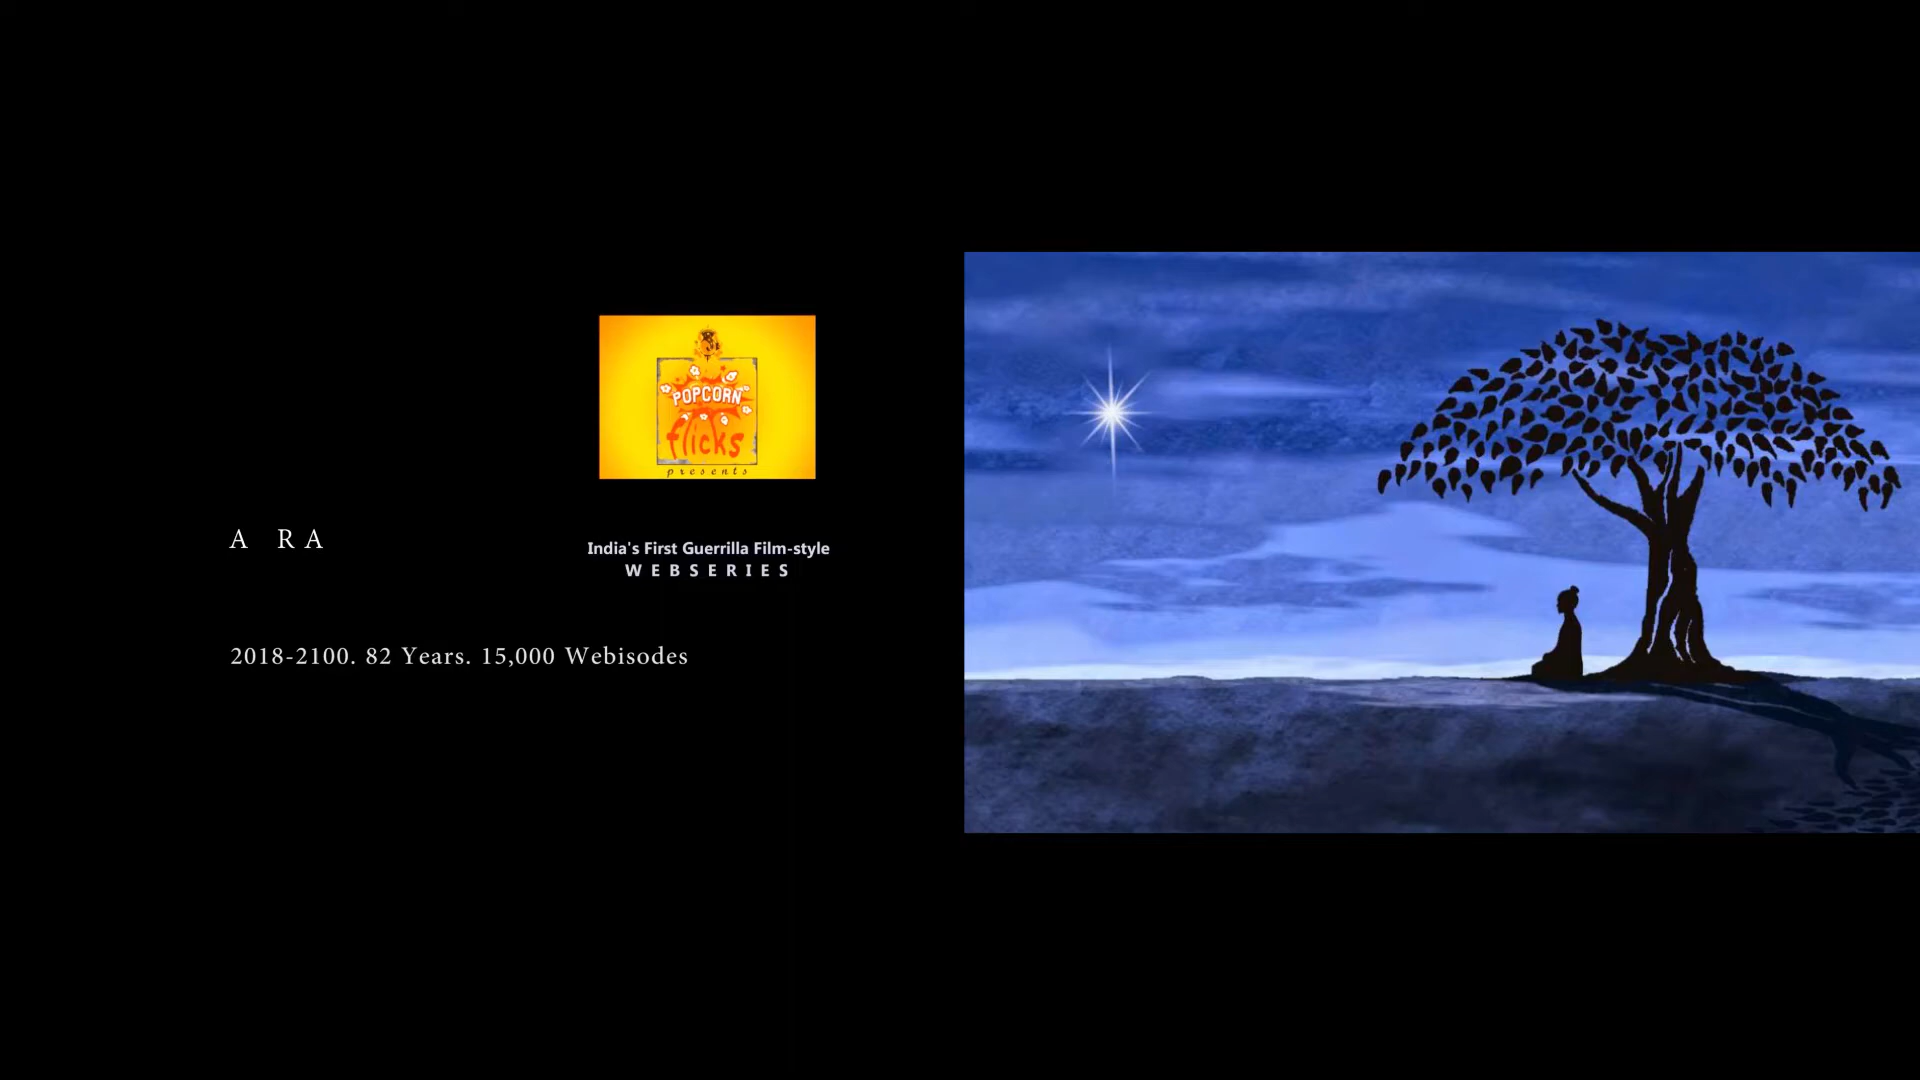 POPCORN
flicks
presents
A RA
India's First Guerrilla Film-style
WEBSERIES
2018-2100. 82 Years. 15,000 Webisodes